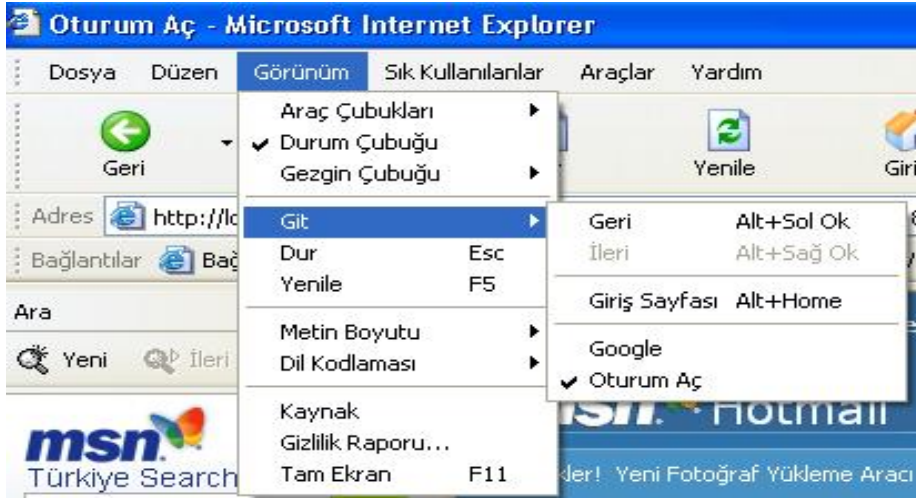 Oturum Aç - Microsoft Internet Explorer
Dosya Düzen Görünüm Sık Kullanılanlar Araçlar Yardım
Geri Yenile
Adres http://
Bağlantılar
Ara
Yeni İleri
msn
Türkiye Search
Araç Çubukları
Durum Çubuğu
Gezgin Çubuğu
Git
Dur Esc
Yenile F5
Metin Boyutu
Dil Kodlaması
Kaynak
Gizlilik Raporu...
Tam Ekran F11
Geri Alt+Sol Ok
İleri Alt+Sağ Ok
Giriş Sayfası Alt+Home
Google
Oturum Aç
msn. Hotmail
Yeni Fotoğraf Yükleme Aracı